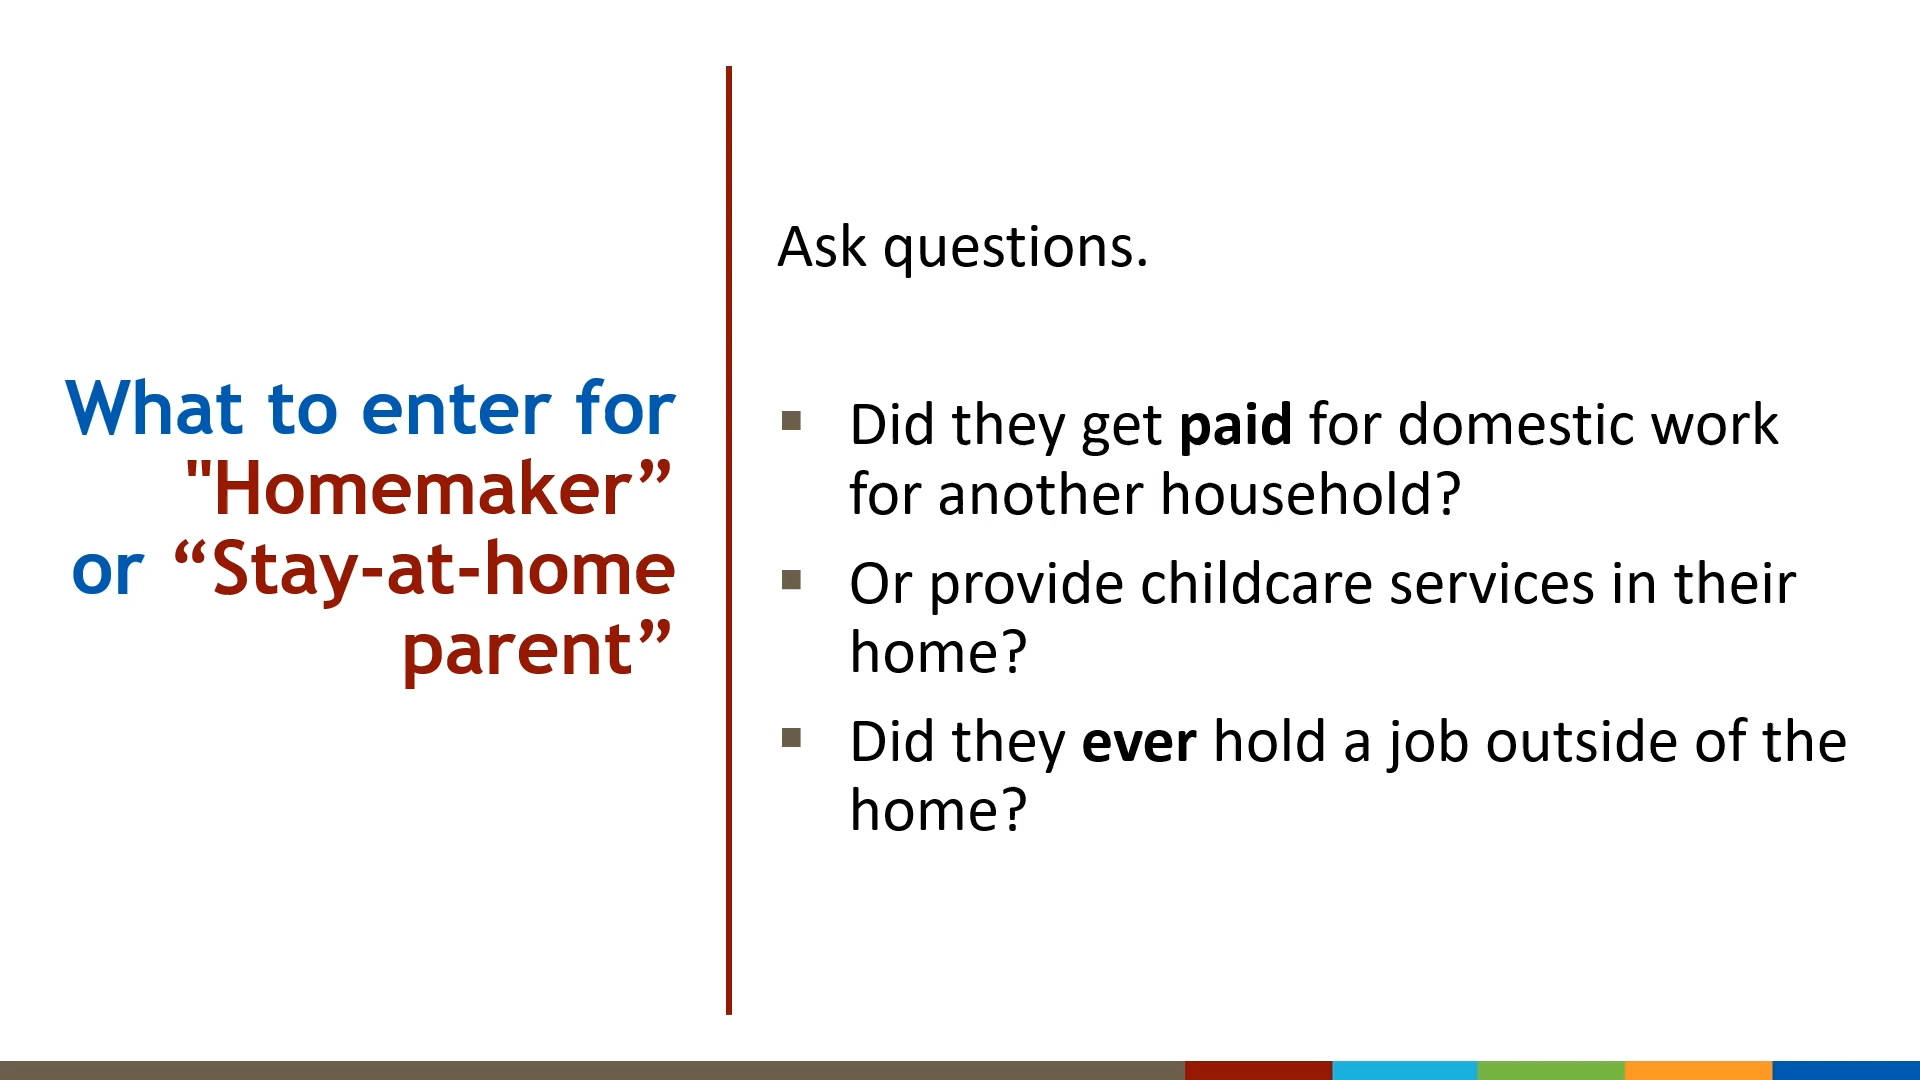 What to enter for
"Homemaker”
or “Stay-at-home
parent”
Ask questions.
▪ Did they get paid for domestic work
for another household?
▪ Or provide childcare services in their
home?
▪ Did they ever hold a job outside of the
home?